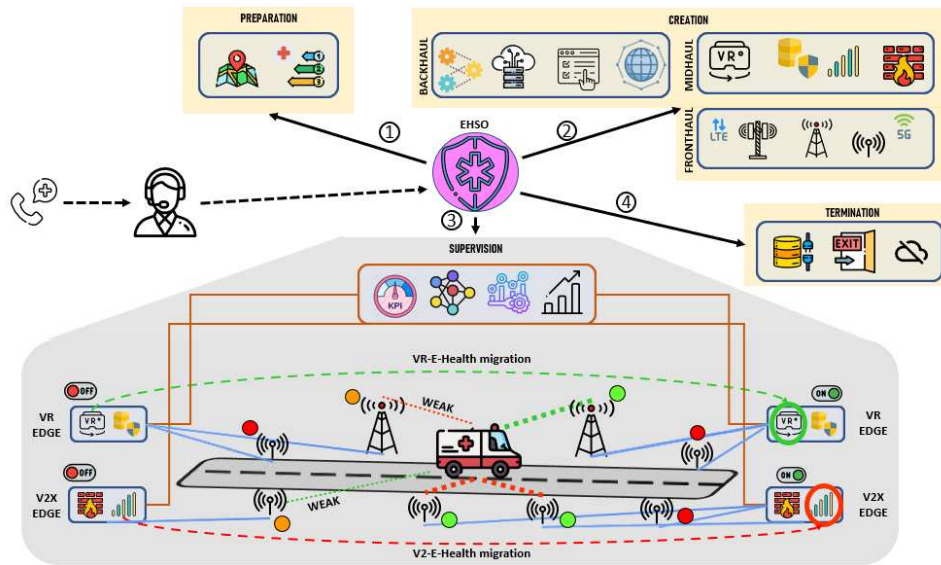 PREPARATION
CREATION
BACKHAUL
MIDHAUL
VR
FRONTHAUL
LTE
5G
EHSO
1
2
3
4
TERMINATION
EXIT
SUPERVISION
KPI
VR-E-Health migration
OFF
ON
WEAK
VR
EDGE
VR
VR
VR
EDGE
OFF
ON
V2X
EDGE
WEAK
V2X
EDGE
V2-E-Health migration